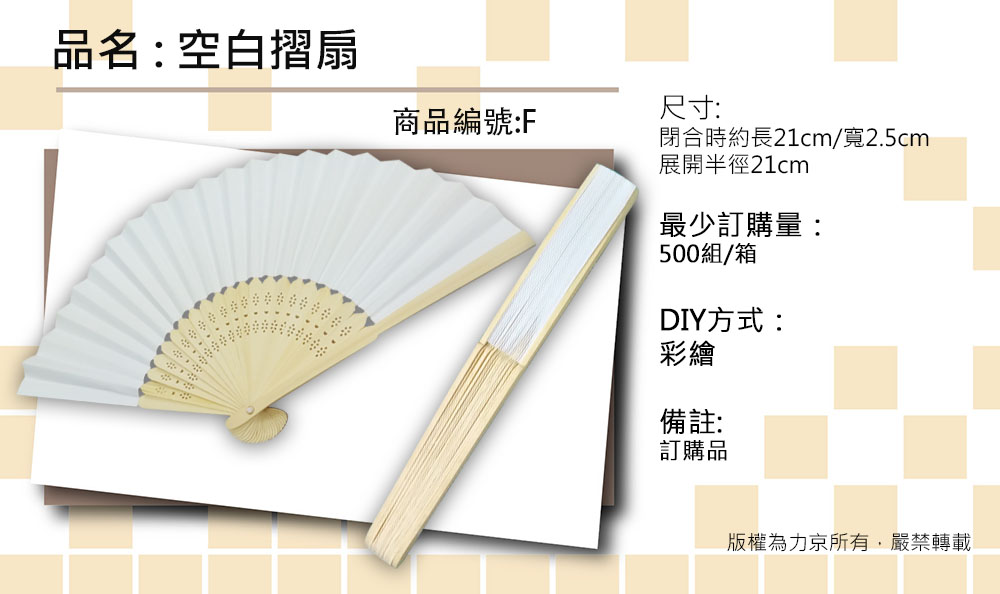 品名 : 空白摺扇
商品編號:F
尺寸:
閉合時約長21cm/寬2.5cm
展開半徑21cm
最少訂購量：
500組/箱
DIY方式：
彩繪
備註:
訂購品
版權為力京所有，嚴禁轉載